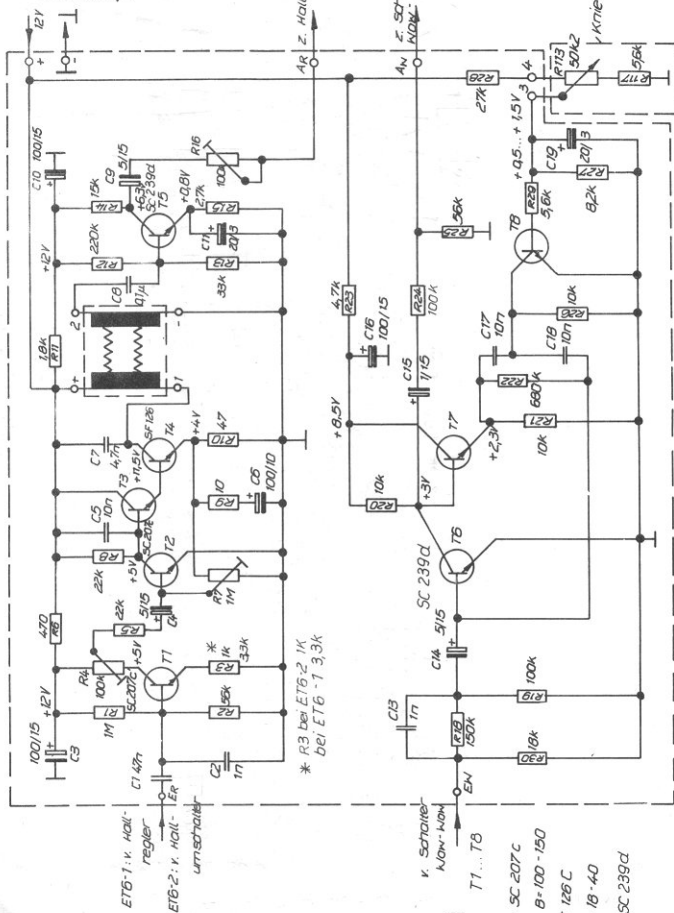 12V
+
-
AR z. Hall
AN z. Sch
Wow-
C10 100/15
C9 5/15
R16
100k
R14 15k
+6,3V
SC 239d
T5
+0,8V
2,7k
R15
C11
20/3
+12V
R12
220k
C8
0,1µ
R13
33k
1,8k
R11
2
1
+
-
C7
4,7n
SF126
T4
+4V
+11,5V
47
R10
T3
C5
10n
SC207c
10
R9
C6
100/10
R8
22k
+5V
T2
R7
1M
5/15
C4
470
R6
22k
R5
R4
100k
+5V
SC207c
T1
*
1k
3,3k
R3
+12V
R1
1M
R2
56k
100/15
C3
C1 47n
C2
1n
ER
ET6-1: v. Hall-
regler
ET6-2: v. Hall-
umschalter
* R3 bei ET6-2 1K
bei ET6-1 3,3k
R28
27k
4
3
R113
50k2
R117
5,6k
v. Knie
+0,5...+1,5V
C19
20/3
R27
82k
R29
5,6k
T8
R25
56k
4,7k
R23
R24
100k
C16
100/15
C15
1/15
+8,5V
C17
10n
C18
10n
R26
10k
R22
680k
R21
10k
T7
+2,3V
R20
10k
+3V
T6
SC 239d
5/15
C14
C13
1n
R18
150k
R19
100k
R30
18k
EW
v. Schalter
Wow-Wow
T1...T8
SC 207 C
B=100-150
126 C
18-40
SC 239d